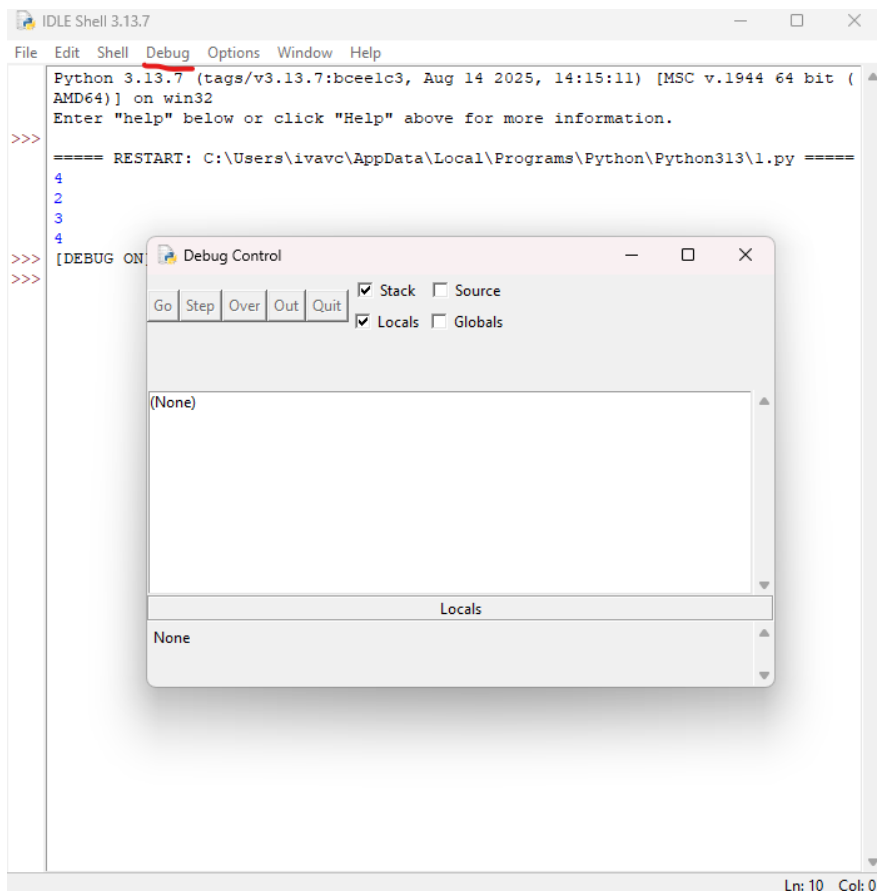 IDLE Shell 3.13.7
File Edit Shell Debug Options Window Help
Python 3.13.7 (tags/v3.13.7:bcee1c3, Aug 14 2025, 14:15:11) [MSC v.1944 64 bit (
AMD64)] on win32
Enter "help" below or click "Help" above for more information.
>>>
===== RESTART: C:\Users\ivavc\AppData\Local\Programs\Python\Python313\1.py =====
4
2
3
4
>>> [DEBUG ON]
>>>
Debug Control
Go Step Over Out Quit
Stack Source
Locals Globals
(None)
Locals
None
Ln: 10 Col: 0